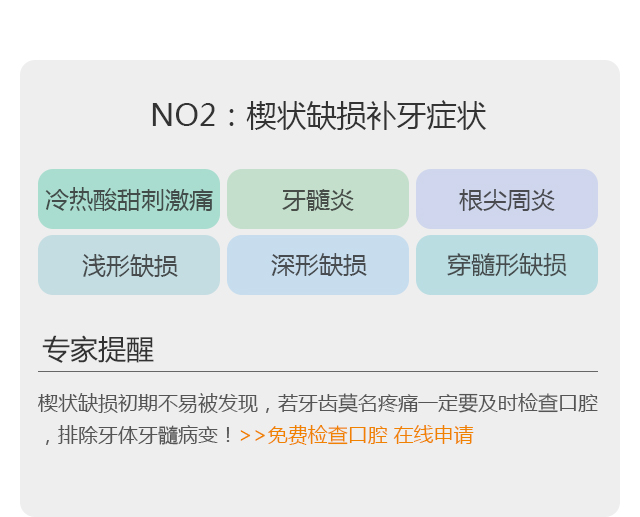 NO2：楔状缺损补牙症状
冷热酸甜刺激痛 牙髓炎 根尖周炎
浅形缺损 深形缺损 穿髓形缺损
专家提醒
楔状缺损初期不易被发现，若牙齿莫名疼痛一定要及时检查口腔
，排除牙体牙髓病变！>>免费检查口腔 在线申请